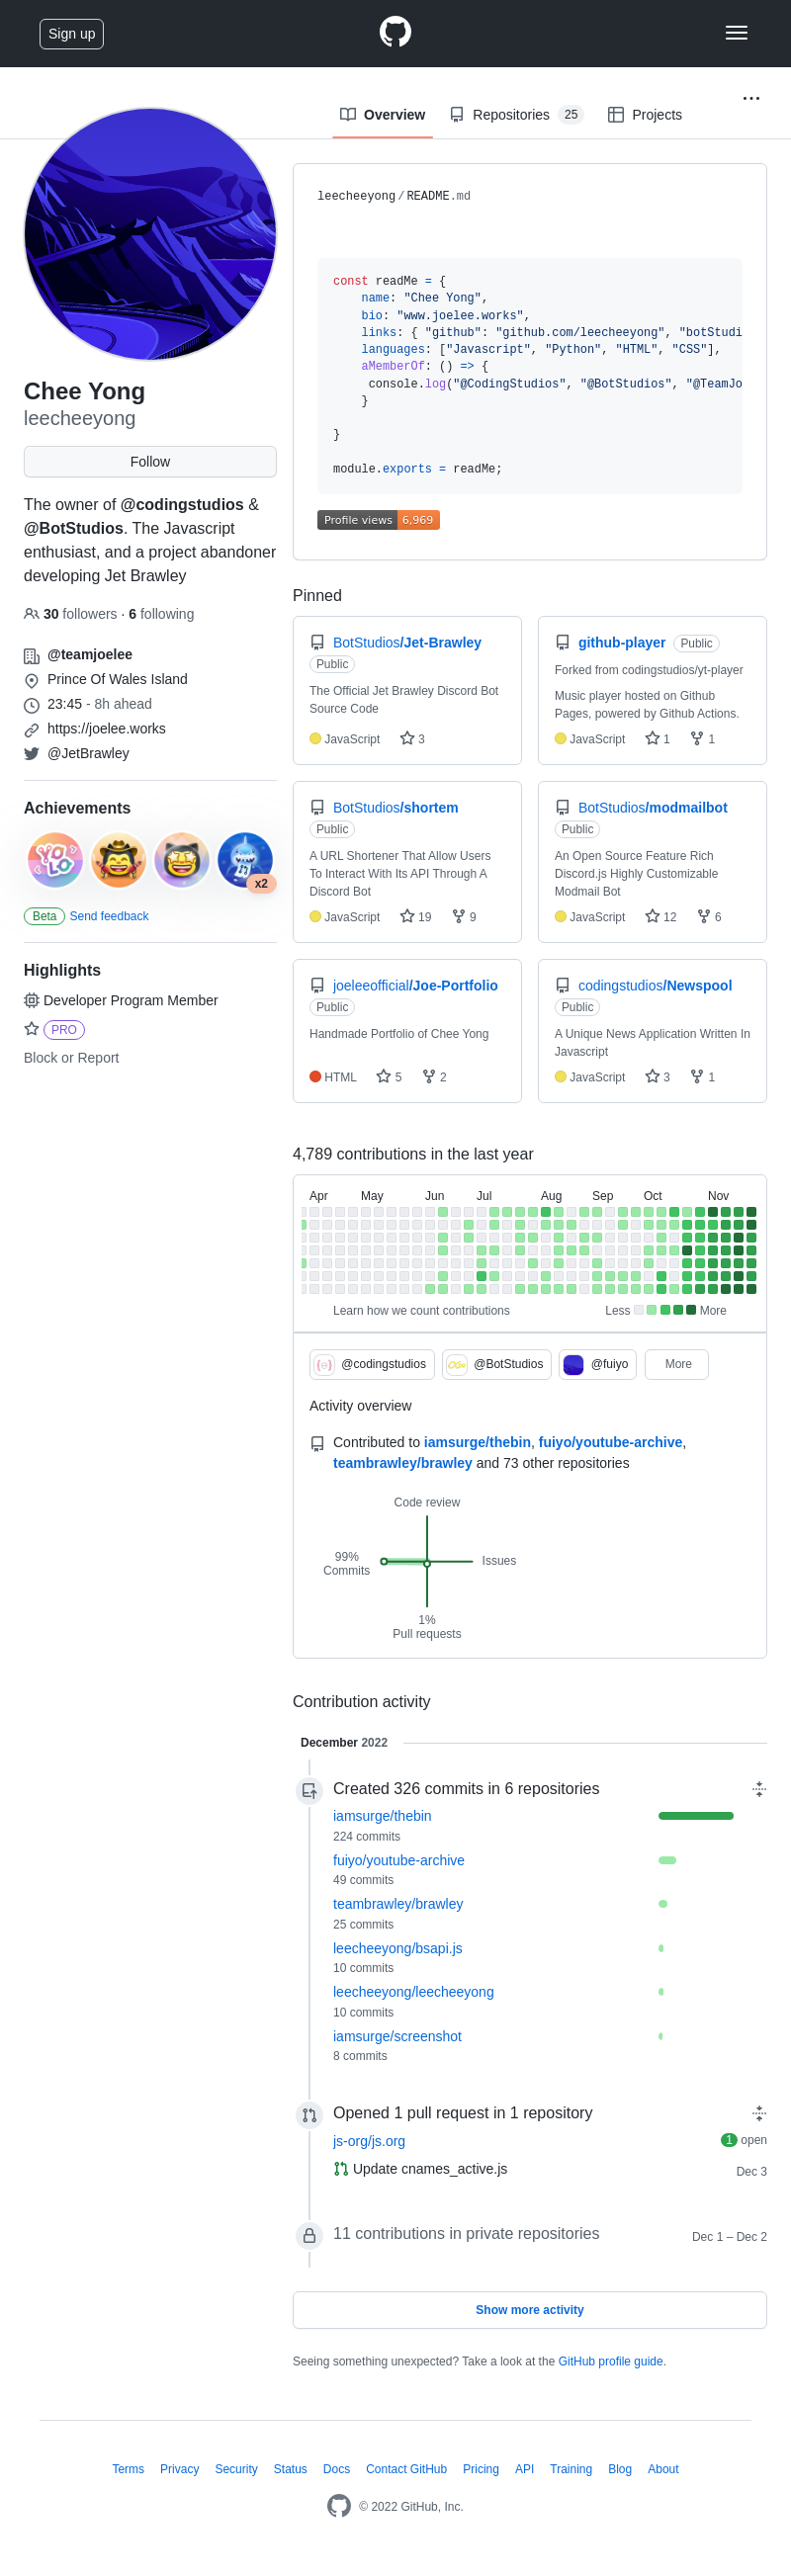 Sign up
Overview
Repositories 25
Projects
Chee Yong
leecheeyong
Follow
The owner of @codingstudios &
@BotStudios. The Javascript
enthusiast, and a project abandoner
developing Jet Brawley
30 followers · 6 following
@teamjoelee
Prince Of Wales Island
23:45 - 8h ahead
https://joelee.works
@JetBrawley
Achievements
YOLO
x2
Beta Send feedback
Highlights
Developer Program Member
PRO
Block or Report
leecheeyong/README.md
const readMe = {
name: "Chee Yong",
bio: "www.joelee.works",
links: { "github": "github.com/leecheeyong", "botStudi
languages: ["Javascript", "Python", "HTML", "CSS"],
aMemberOf: () => {
console.log("@CodingStudios", "@BotStudios", "@TeamJo
}
}
module.exports = readMe;
Profile views 6,969
Pinned
BotStudios/Jet-Brawley
Public
The Official Jet Brawley Discord Bot
Source Code
JavaScript 3
github-player Public
Forked from codingstudios/yt-player
Music player hosted on Github
Pages, powered by Github Actions.
JavaScript 1 1
BotStudios/shortem
Public
A URL Shortener That Allow Users
To Interact With Its API Through A
Discord Bot
JavaScript 19 9
BotStudios/modmailbot
Public
An Open Source Feature Rich
Discord.js Highly Customizable
Modmail Bot
JavaScript 12 6
joeleeofficial/Joe-Portfolio
Public
Handmade Portfolio of Chee Yong
HTML 5 2
codingstudios/Newspool
Public
A Unique News Application Written In
Javascript
JavaScript 3 1
4,789 contributions in the last year
Apr May Jun Jul Aug Sep Oct Nov
Learn how we count contributions
Less More
@codingstudios @BotStudios @fuiyo More
Activity overview
Contributed to iamsurge/thebin, fuiyo/youtube-archive,
teambrawley/brawley and 73 other repositories
Code review
99%
Commits
Issues
1%
Pull requests
Contribution activity
December 2022
Created 326 commits in 6 repositories
iamsurge/thebin
224 commits
fuiyo/youtube-archive
49 commits
teambrawley/brawley
25 commits
leecheeyong/bsapi.js
10 commits
leecheeyong/leecheeyong
10 commits
iamsurge/screenshot
8 commits
Opened 1 pull request in 1 repository
js-org/js.org 1 open
Update cnames_active.js Dec 3
11 contributions in private repositories Dec 1 – Dec 2
Show more activity
Seeing something unexpected? Take a look at the GitHub profile guide.
Terms Privacy Security Status Docs Contact GitHub Pricing API Training Blog About
© 2022 GitHub, Inc.